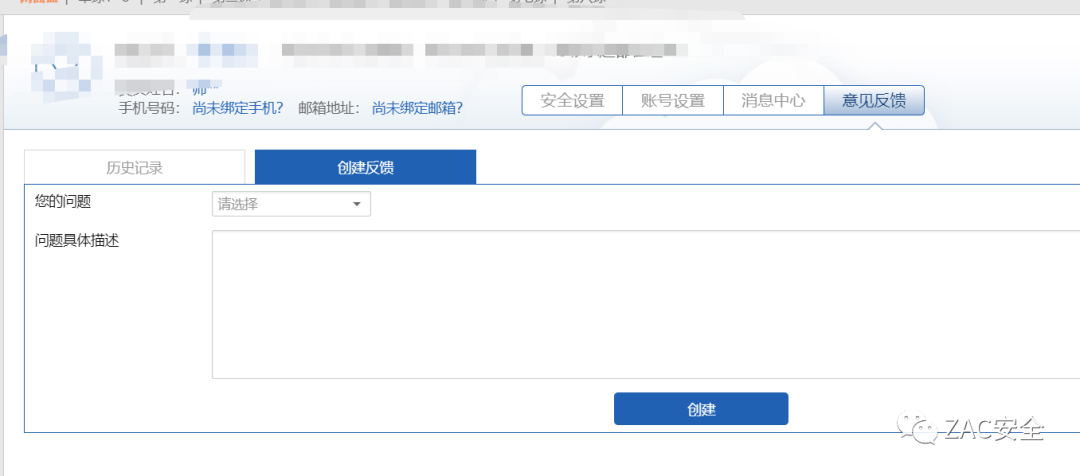 手机号码： 尚未绑定手机? 邮箱地址： 尚未绑定邮箱?
安全设置 账号设置 消息中心 意见反馈
历史记录 创建反馈
您的问题 请选择
问题具体描述
创建
ZAC安全